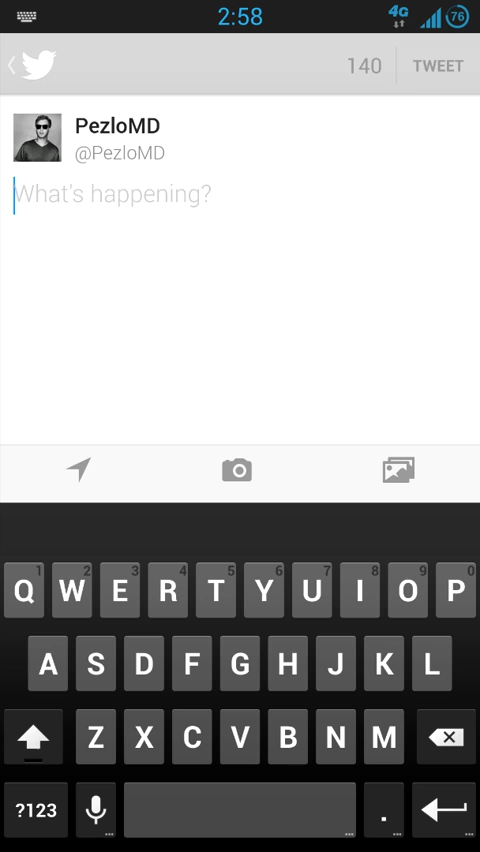 2:58
4G
76
140
TWEET
PezloMD
@PezloMD
What's happening?
1 2 3 4 5 6 7 8 9 0
Q W E R T Y U I O P
A S D F G H J K L
Z X C V B N M
?123
... . ... ... ...